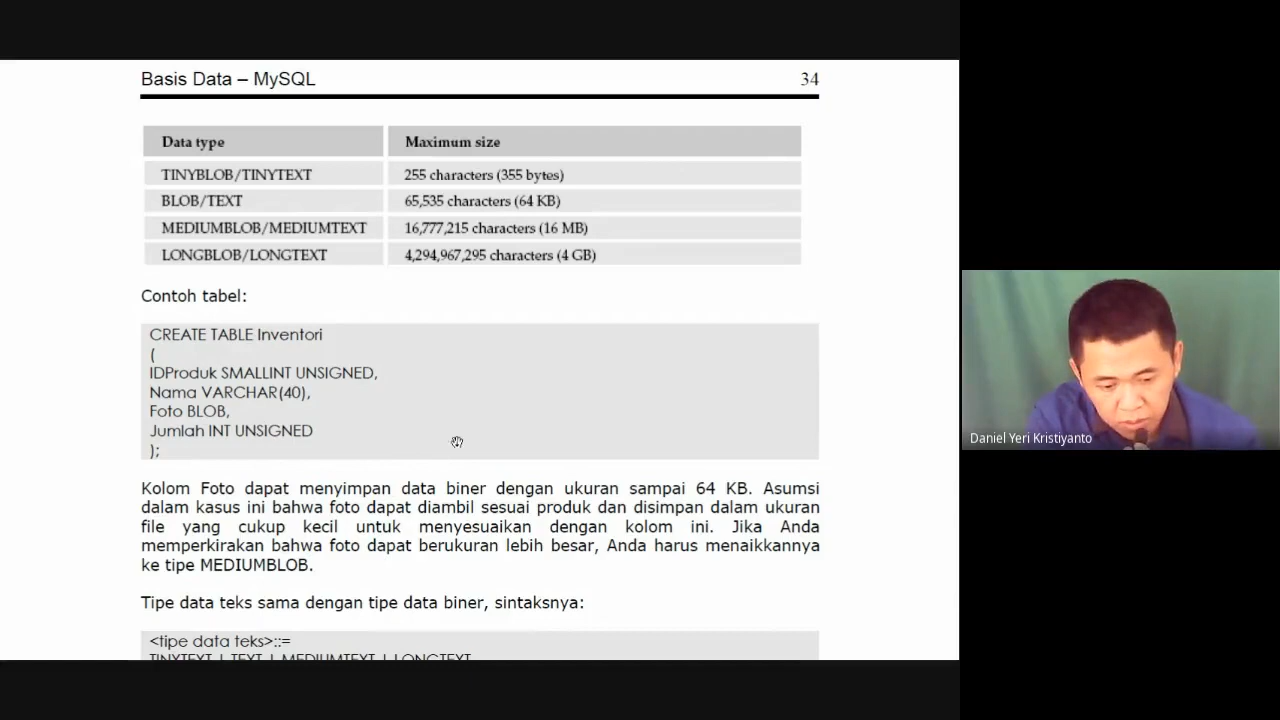 Basis Data – MySQL 34
Data type Maximum size
TINYBLOB/TINYTEXT 255 characters (355 bytes)
BLOB/TEXT 65,535 characters (64 KB)
MEDIUMBLOB/MEDIUMTEXT 16,777,215 characters (16 MB)
LONGBLOB/LONGTEXT 4,294,967,295 characters (4 GB)
Contoh tabel:
CREATE TABLE Inventori
(
IDProduk SMALLINT UNSIGNED,
Nama VARCHAR(40),
Foto BLOB,
Jumlah INT UNSIGNED
);
Kolom Foto dapat menyimpan data biner dengan ukuran sampai 64 KB. Asumsi
dalam kasus ini bahwa foto dapat diambil sesuai produk dan disimpan dalam ukuran
file yang cukup kecil untuk menyesuaikan dengan kolom ini. Jika Anda
memperkirakan bahwa foto dapat berukuran lebih besar, Anda harus menaikkannya
ke tipe MEDIUMBLOB.
Tipe data teks sama dengan tipe data biner, sintaksnya:
<tipe data teks>::=
TINYTEXT | TEXT | MEDIUMTEXT | LONGTEXT
Daniel Yeri Kristiyanto